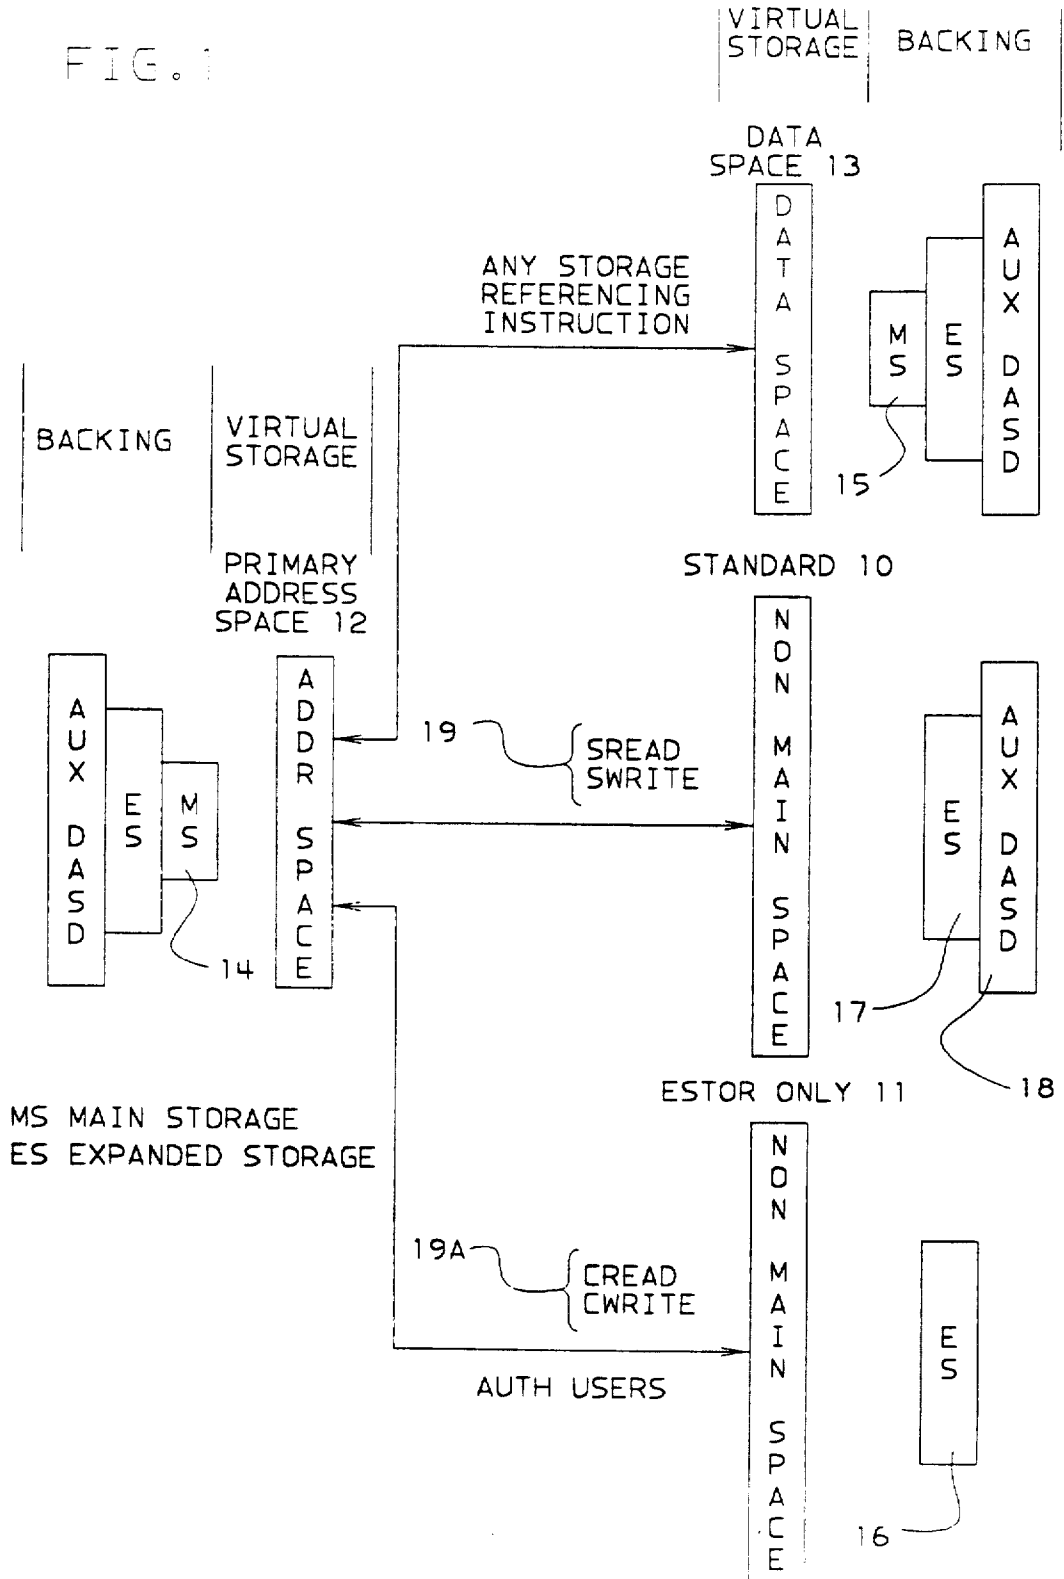 FIG. 1
VIRTUAL
STORAGE
BACKING
DATA
SPACE 13
DATA SPACE
MS
ES
AUX DASD
15
ANY STORAGE
REFERENCING
INSTRUCTION
BACKING
VIRTUAL
STORAGE
PRIMARY
ADDRESS
SPACE 12
AUX DASD
ES
MS
14
ADDR SPACE
STANDARD 10
NON MAIN SPACE
19
SREAD
SWRITE
ES
AUX DASD
17
18
MS MAIN STORAGE
ES EXPANDED STORAGE
ESTOR ONLY 11
NON MAIN SPACE
19A
CREAD
CWRITE
AUTH USERS
ES
16